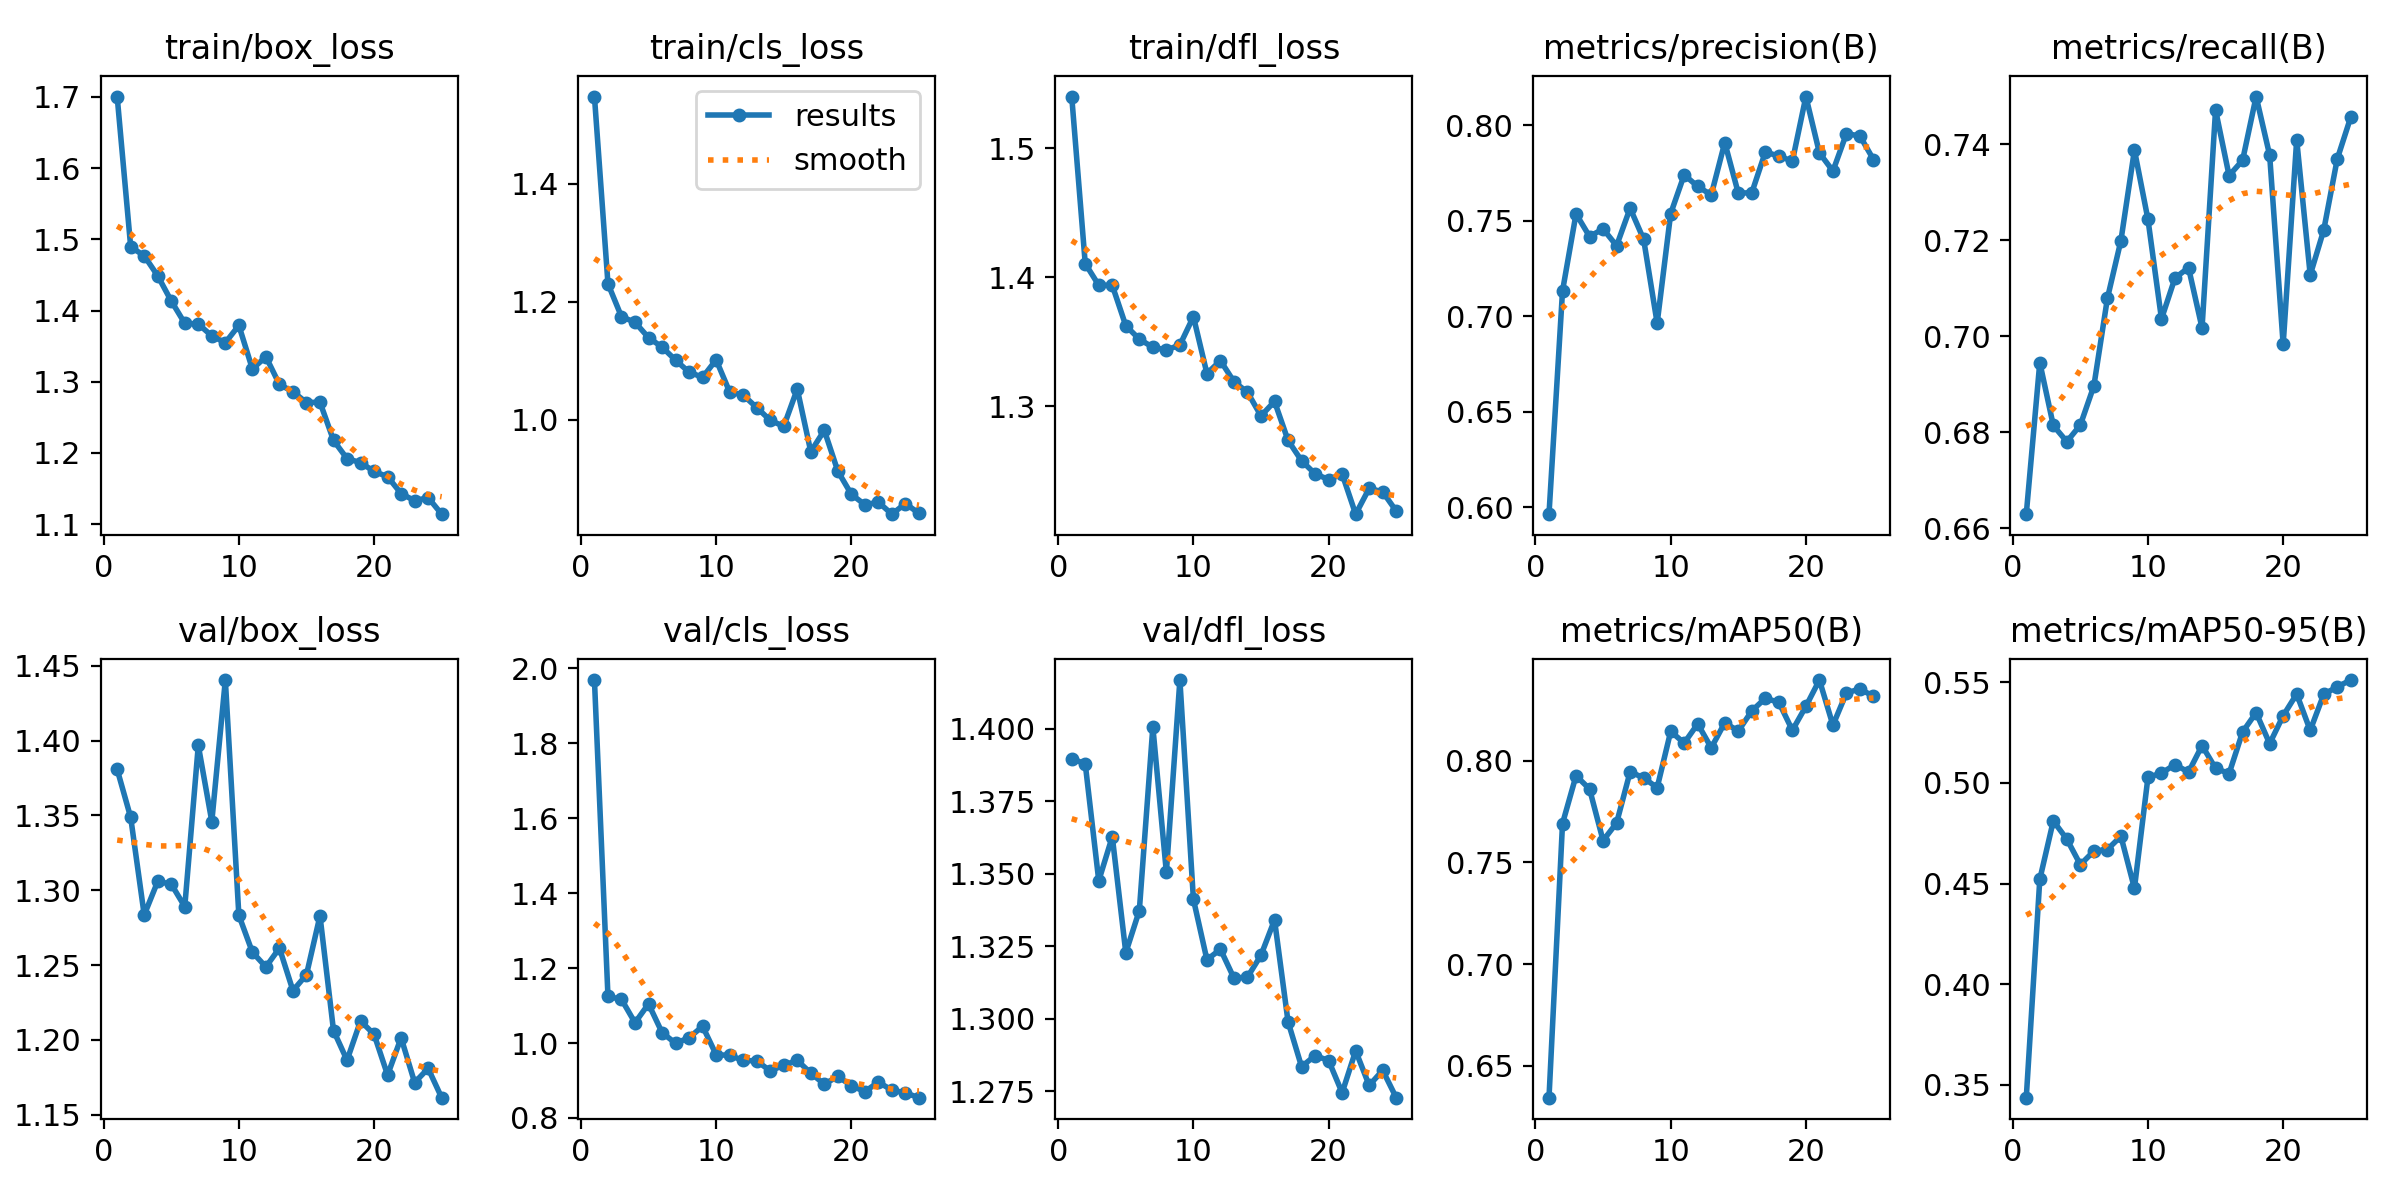 train/box_loss
train/cls_loss
train/dfl_loss
metrics/precision(B)
metrics/recall(B)
1.7
1.6
1.5
1.4
1.3
1.2
1.1
0 10 20
results
smooth
1.4
1.2
1.0
0 10 20
1.5
1.4
1.3
0 10 20
0.80
0.75
0.70
0.65
0.60
0 10 20
0.74
0.72
0.70
0.68
0.66
0 10 20
val/box_loss
val/cls_loss
val/dfl_loss
metrics/mAP50(B)
metrics/mAP50-95(B)
1.45
1.40
1.35
1.30
1.25
1.20
1.15
0 10 20
2.0
1.8
1.6
1.4
1.2
1.0
0.8
0 10 20
1.400
1.375
1.350
1.325
1.300
1.275
0 10 20
0.80
0.75
0.70
0.65
0 10 20
0.55
0.50
0.45
0.40
0.35
0 10 20